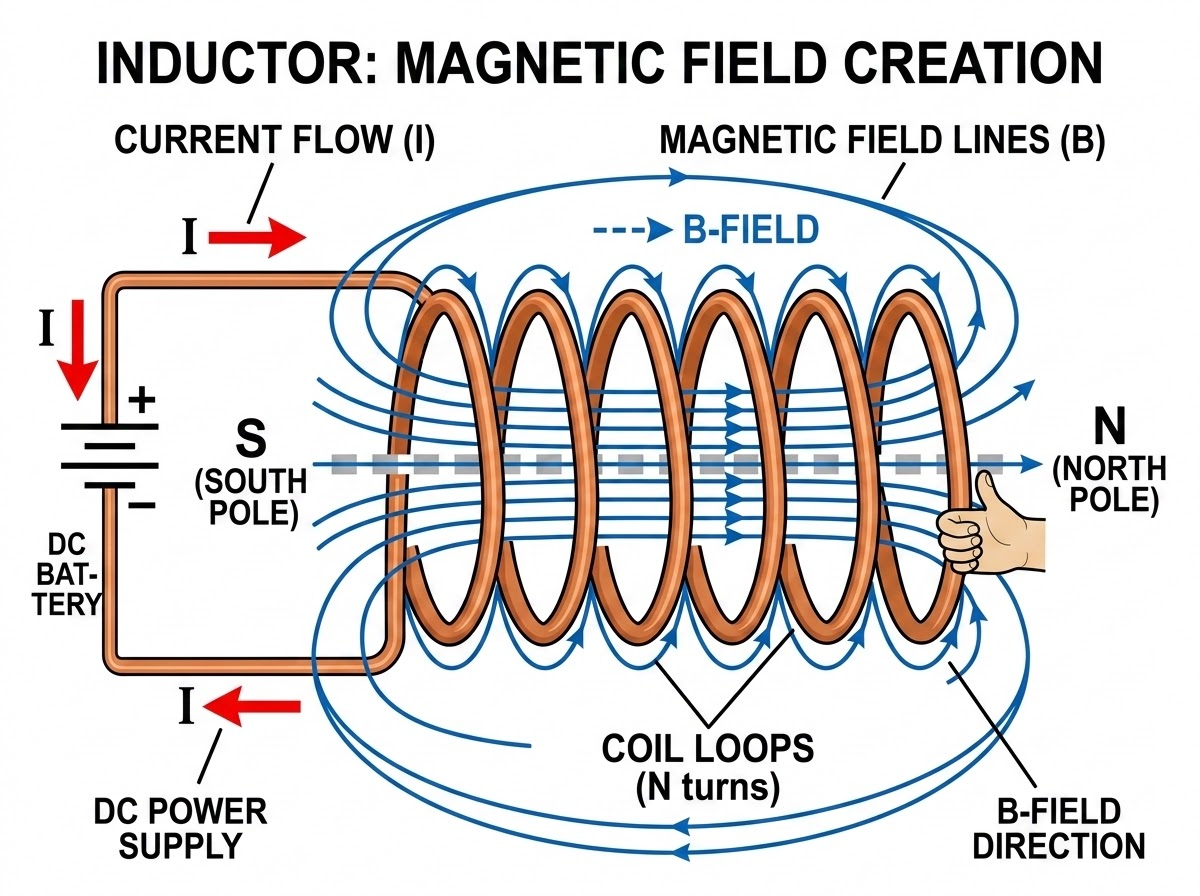 INDUCTOR: MAGNETIC FIELD CREATION
CURRENT FLOW (I)
MAGNETIC FIELD LINES (B)
I
B-FIELD
I
+
S
(SOUTH
POLE)
N
(NORTH
POLE)
−
DC
BAT-
TERY
I
COIL LOOPS
(N turns)
DC POWER
SUPPLY
B-FIELD
DIRECTION